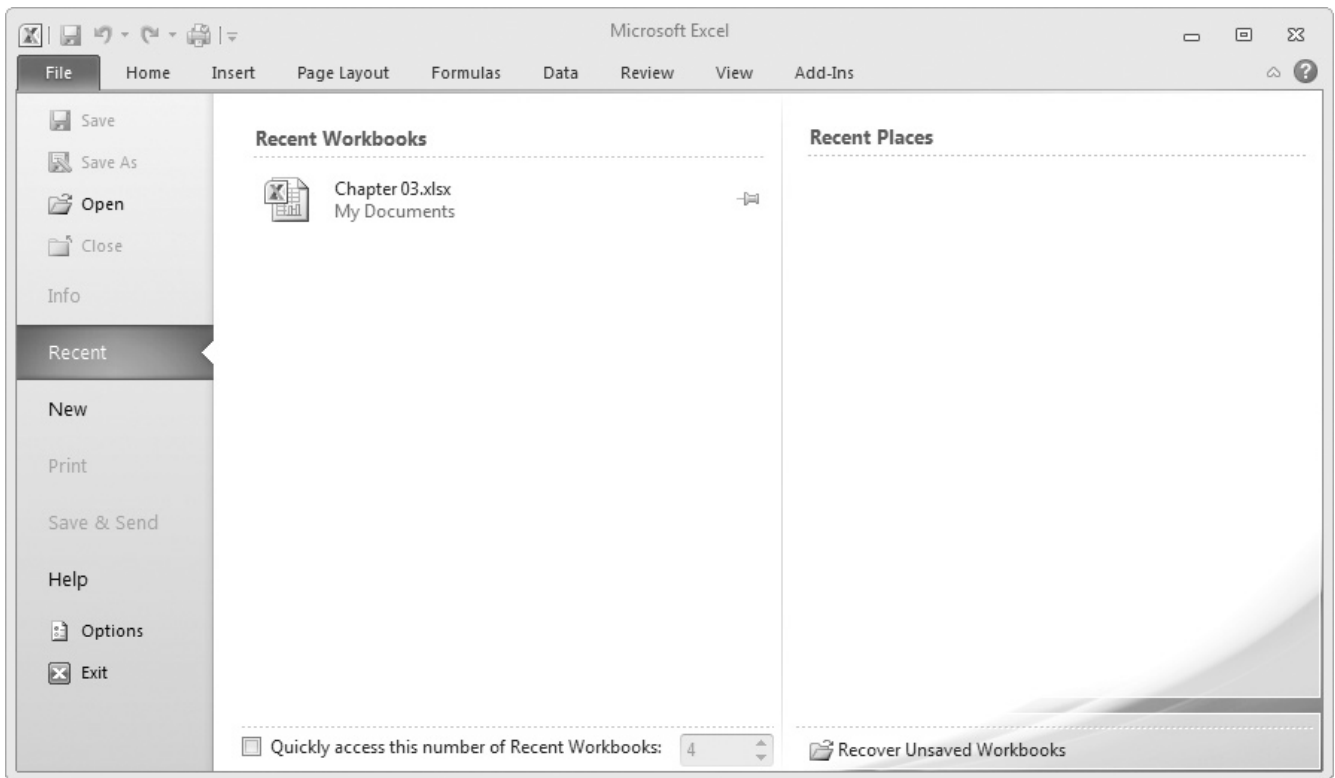 Microsoft Excel
File Home Insert Page Layout Formulas Data Review View Add-Ins
Save
Save As
Open
Close
Info
Recent
New
Print
Save & Send
Help
Options
Exit
Recent Workbooks
Chapter 03.xlsx
My Documents
Quickly access this number of Recent Workbooks: 4
Recent Places
Recover Unsaved Workbooks